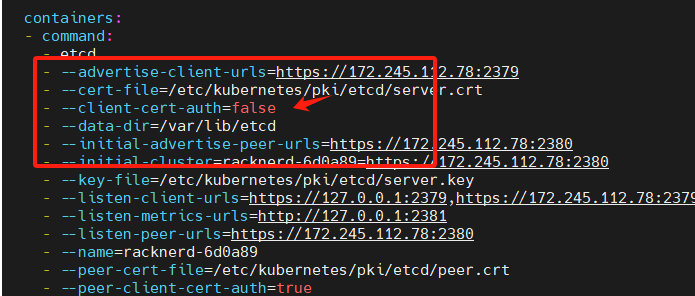 containers:
- command:
- etcd
- --advertise-client-urls=https://172.245.112.78:2379
- --cert-file=/etc/kubernetes/pki/etcd/server.crt
- --client-cert-auth=false
- --data-dir=/var/lib/etcd
- --initial-advertise-peer-urls=https://172.245.112.78:2380
- --initial-cluster=racknerd-6d0a89=https://172.245.112.78:2380
- --key-file=/etc/kubernetes/pki/etcd/server.key
- --listen-client-urls=https://127.0.0.1:2379,https://172.245.112.78:2379
- --listen-metrics-urls=http://127.0.0.1:2381
- --listen-peer-urls=https://172.245.112.78:2380
- --name=racknerd-6d0a89
- --peer-cert-file=/etc/kubernetes/pki/etcd/peer.crt
- --peer-client-cert-auth=true